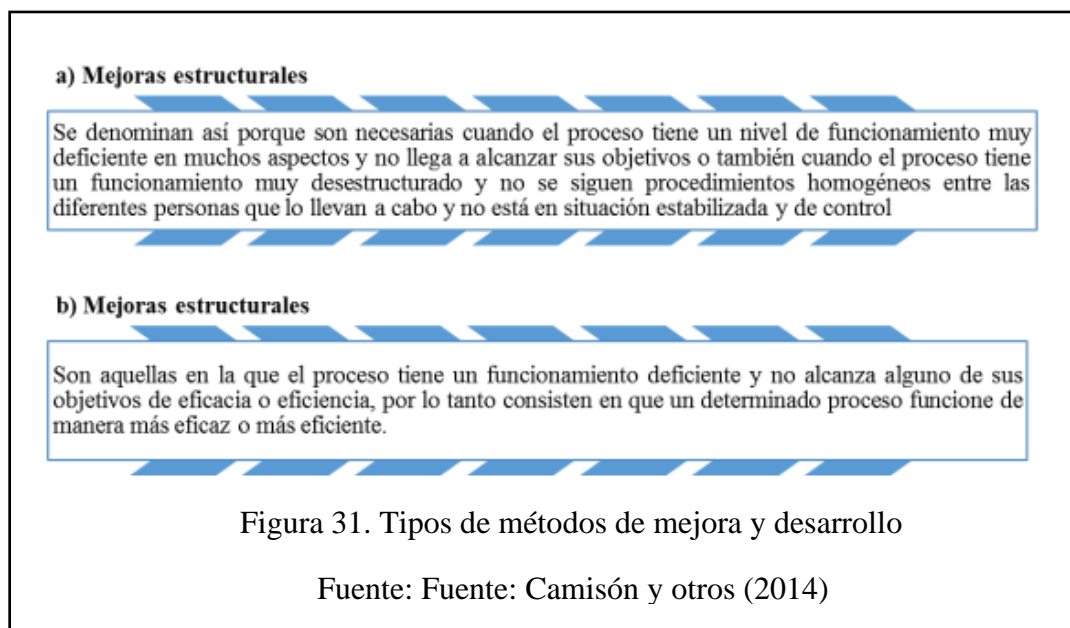 a) Mejoras estructurales
Se denominan así porque son necesarias cuando el proceso tiene un nivel de funcionamiento muy
deficiente en muchos aspectos y no llega a alcanzar sus objetivos o también cuando el proceso tiene
un funcionamiento muy desestructurado y no se siguen procedimientos homogéneos entre las
diferentes personas que lo llevan a cabo y no está en situación estabilizada y de control
b) Mejoras estructurales
Son aquellas en la que el proceso tiene un funcionamiento deficiente y no alcanza alguno de sus
objetivos de eficacia o eficiencia, por lo tanto consisten en que un determinado proceso funcione de
manera más eficaz o más eficiente.
Figura 31. Tipos de métodos de mejora y desarrollo
Fuente: Fuente: Camisón y otros (2014)